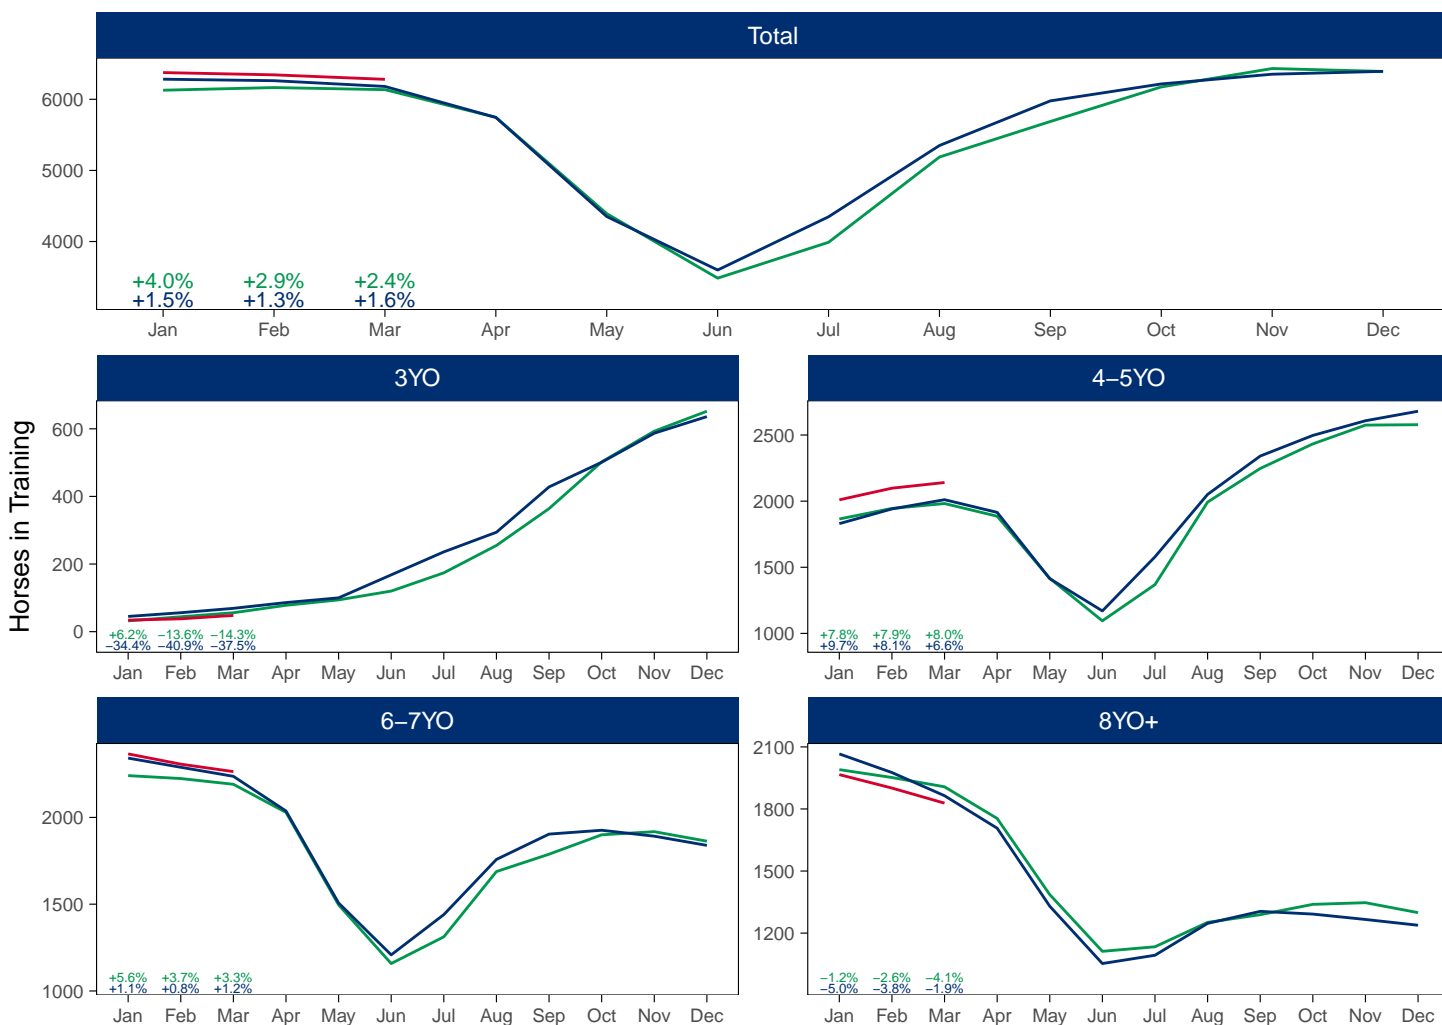 Total
6000
5000
4000
+4.0% +2.9% +2.4%
+1.5% +1.3% +1.6%
Jan Feb Mar Apr May Jun Jul Aug Sep Oct Nov Dec
Horses in Training
3YO
600
400
200
0
+6.2% −13.6% −14.3%
−34.4% −40.9% −37.5%
Jan Feb Mar Apr May Jun Jul Aug Sep Oct Nov Dec
4–5YO
2500
2000
1500
1000
+7.8% +7.9% +8.0%
+9.7% +8.1% +6.6%
Jan Feb Mar Apr May Jun Jul Aug Sep Oct Nov Dec
6–7YO
2000
1500
1000
+5.6% +3.7% +3.3%
+1.1% +0.8% +1.2%
Jan Feb Mar Apr May Jun Jul Aug Sep Oct Nov Dec
8YO+
2100
1800
1500
1200
−1.2% −2.6% −4.1%
−5.0% −3.8% −1.9%
Jan Feb Mar Apr May Jun Jul Aug Sep Oct Nov Dec